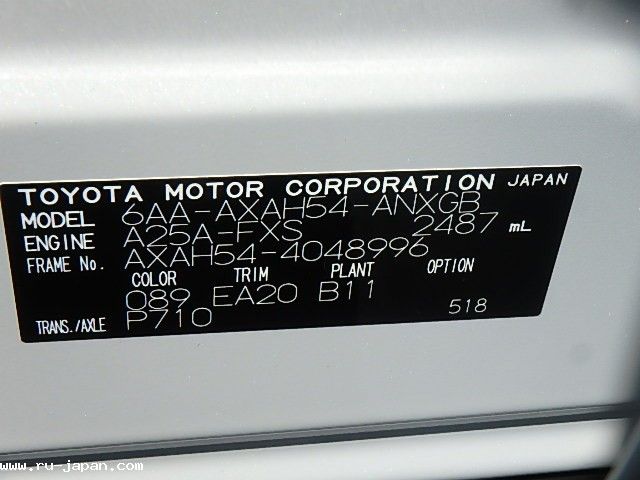 TOYOTA MOTOR CORPORATION JAPAN
MODEL 6AA-AXAH54-ANXGB
ENGINE A25A-FXS 2487 mL
FRAME No. AXAH54-4048996
COLOR TRIM PLANT OPTION
089 EA20 B11
TRANS./AXLE P710 518
www.ru-japan.com